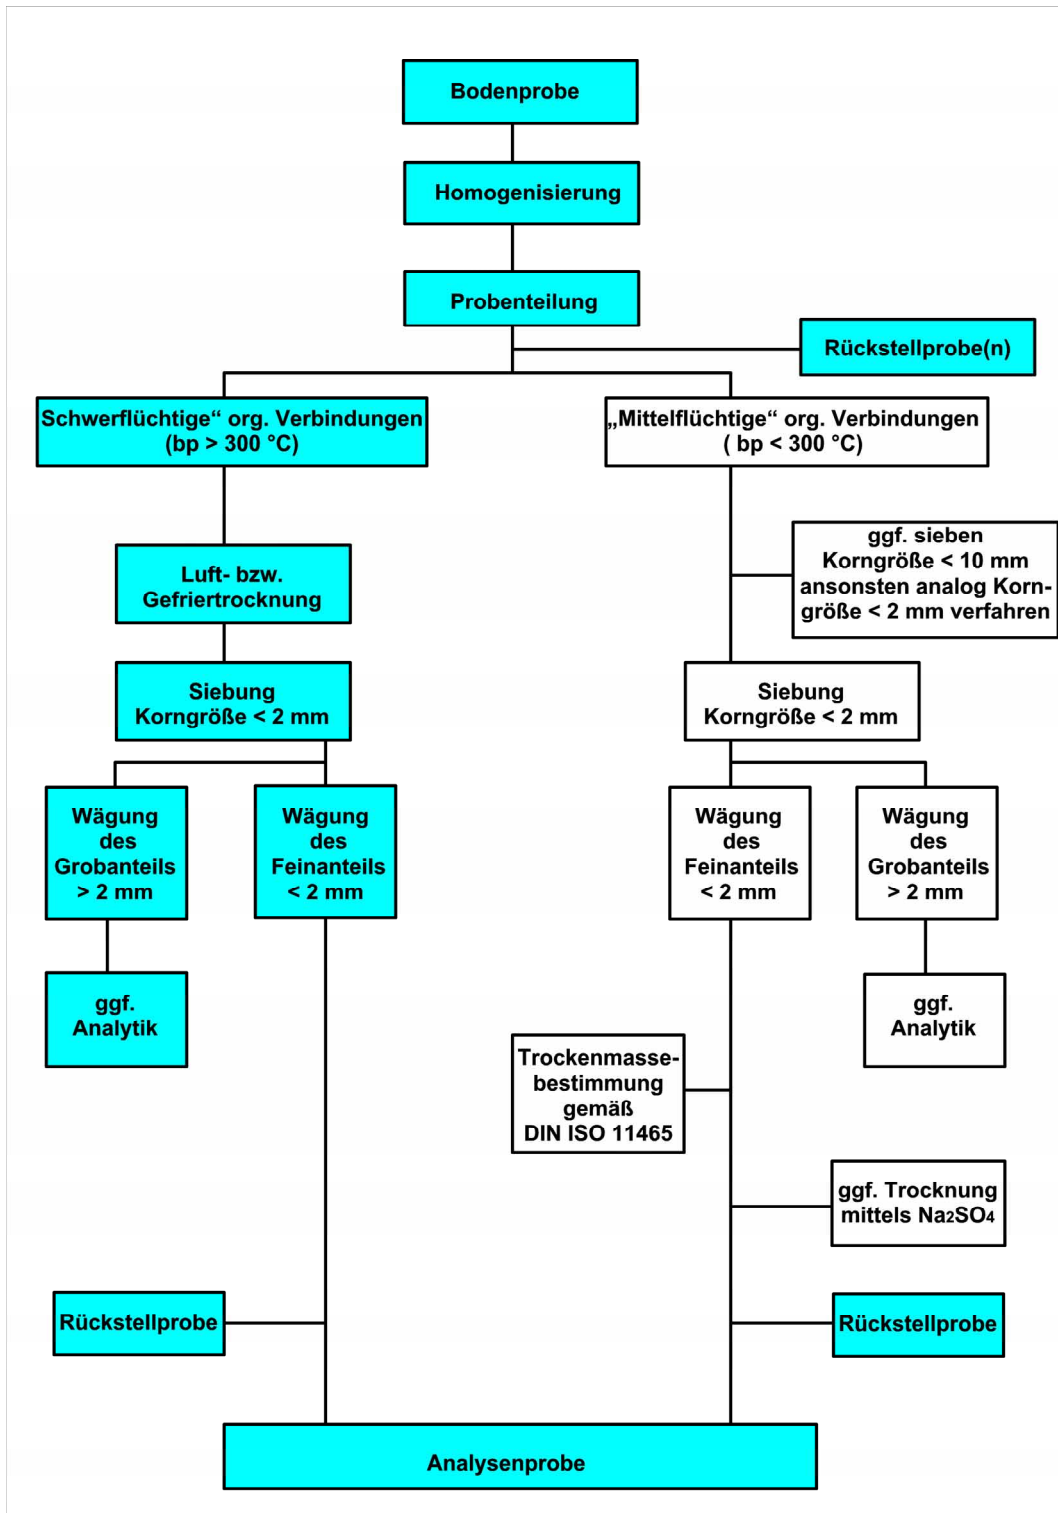 Bodenprobe
Homogenisierung
Probenteilung
Rückstellprobe(n)
Schwerflüchtige“ org. Verbindungen
(bp > 300 °C)
„Mittelflüchtige“ org. Verbindungen
( bp < 300 °C)
ggf. sieben
Korngröße < 10 mm
ansonsten analog Korn-
größe < 2 mm verfahren
Luft- bzw.
Gefriertrocknung
Siebung
Korngröße < 2 mm
Siebung
Korngröße < 2 mm
Wägung
des
Grobanteils
> 2 mm
Wägung
des
Feinanteils
< 2 mm
Wägung
des
Feinanteils
< 2 mm
Wägung
des
Grobanteils
> 2 mm
ggf.
Analytik
ggf.
Analytik
Trockenmasse-
bestimmung
gemäß
DIN ISO 11465
ggf. Trocknung
mittels Na₂SO₄
Rückstellprobe
Rückstellprobe
Analysenprobe